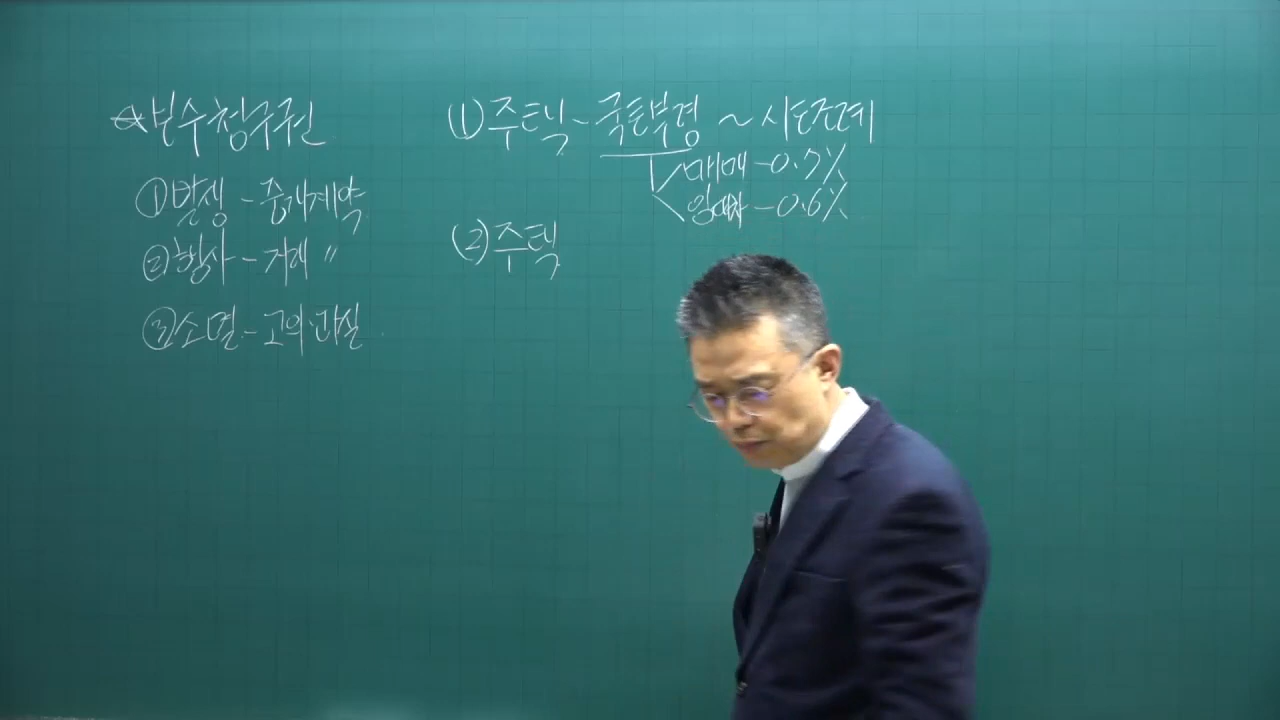 ☆보수청구권
①발생 - 중개계약
②행사 - 거래 〃
③소멸 - 고의·과실
(1)주택 - 국토부령 ~ 시·도조례
매매 - 0.7%
임대차 - 0.6%
(2)주택